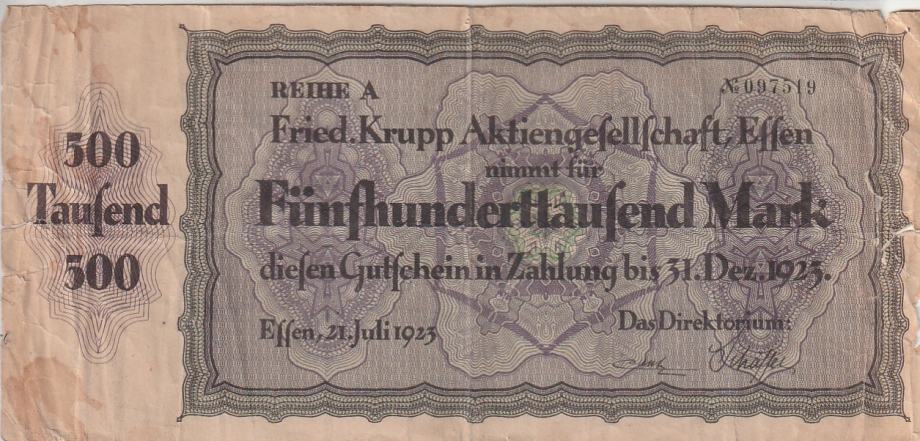 REIHE A
№ 097519
Fried. Krupp Aktiengeſellſchaft, Eſſen
nimmt für
Fünfhunderttauſend Mark
dieſen Gutſchein in Zahlung bis 31. Dez. 1923.
Eſſen, 21. Juli 1923
Das Direktorium:
500
Tauſend
500